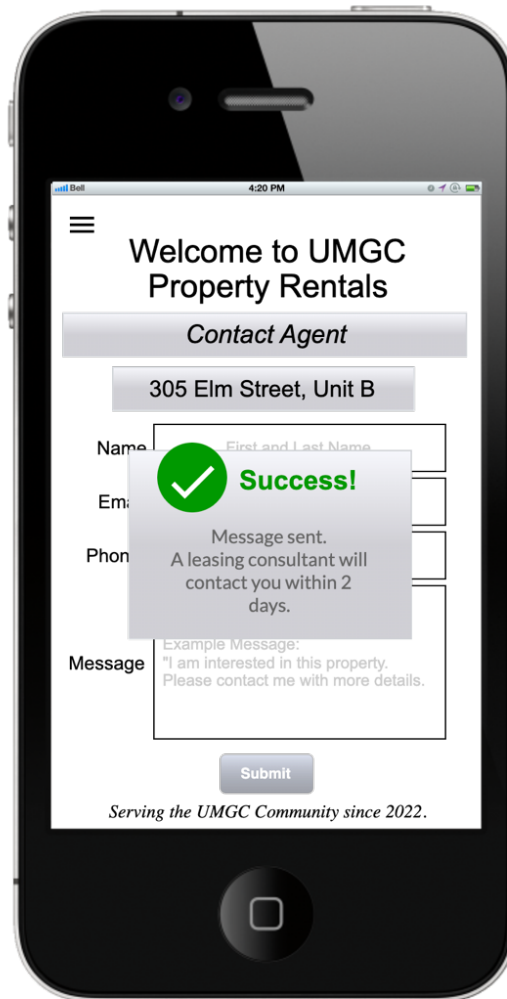 Bell 4:20 PM
Welcome to UMGC
Property Rentals
Contact Agent
305 Elm Street, Unit B
Name First and Last Name
Success!
Message sent.
A leasing consultant will
contact you within 2
days.
Example Message:
"I am interested in this property.
Please contact me with more details.
Message
Submit
Serving the UMGC Community since 2022.